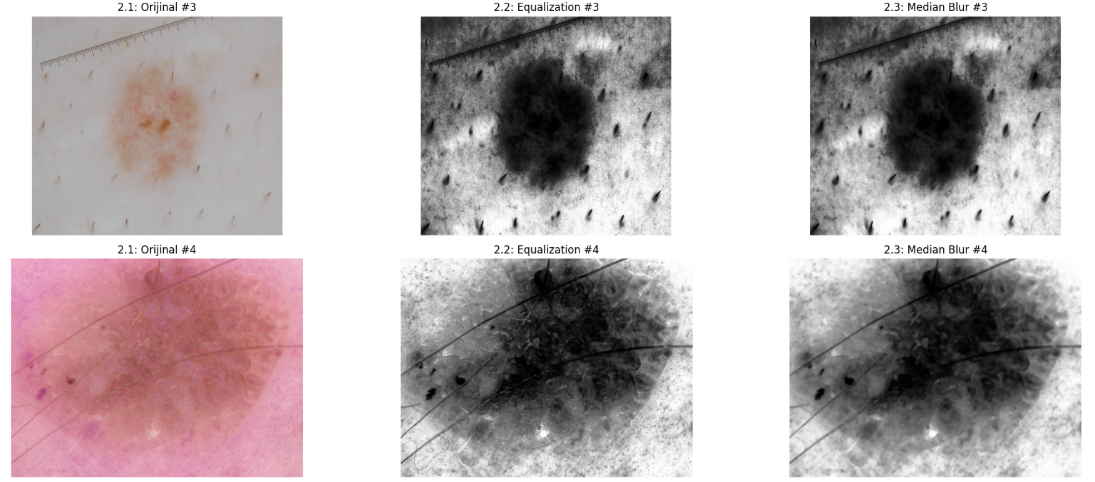 2.1: Orijinal #3
2.2: Equalization #3
2.3: Median Blur #3
2.1: Orijinal #4
2.2: Equalization #4
2.3: Median Blur #4